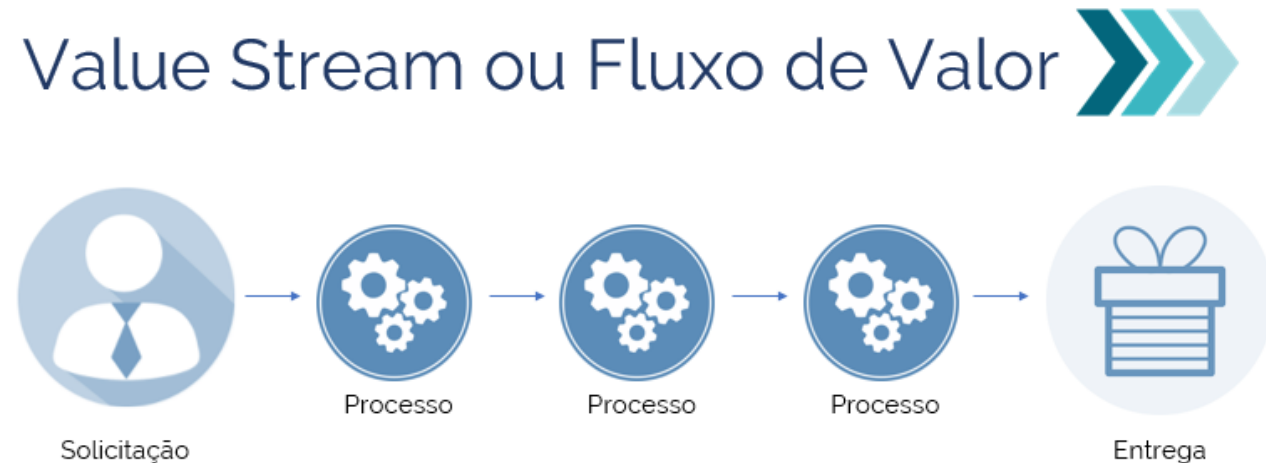 Value Stream ou Fluxo de Valor
Processo
Processo
Processo
Solicitação
Entrega